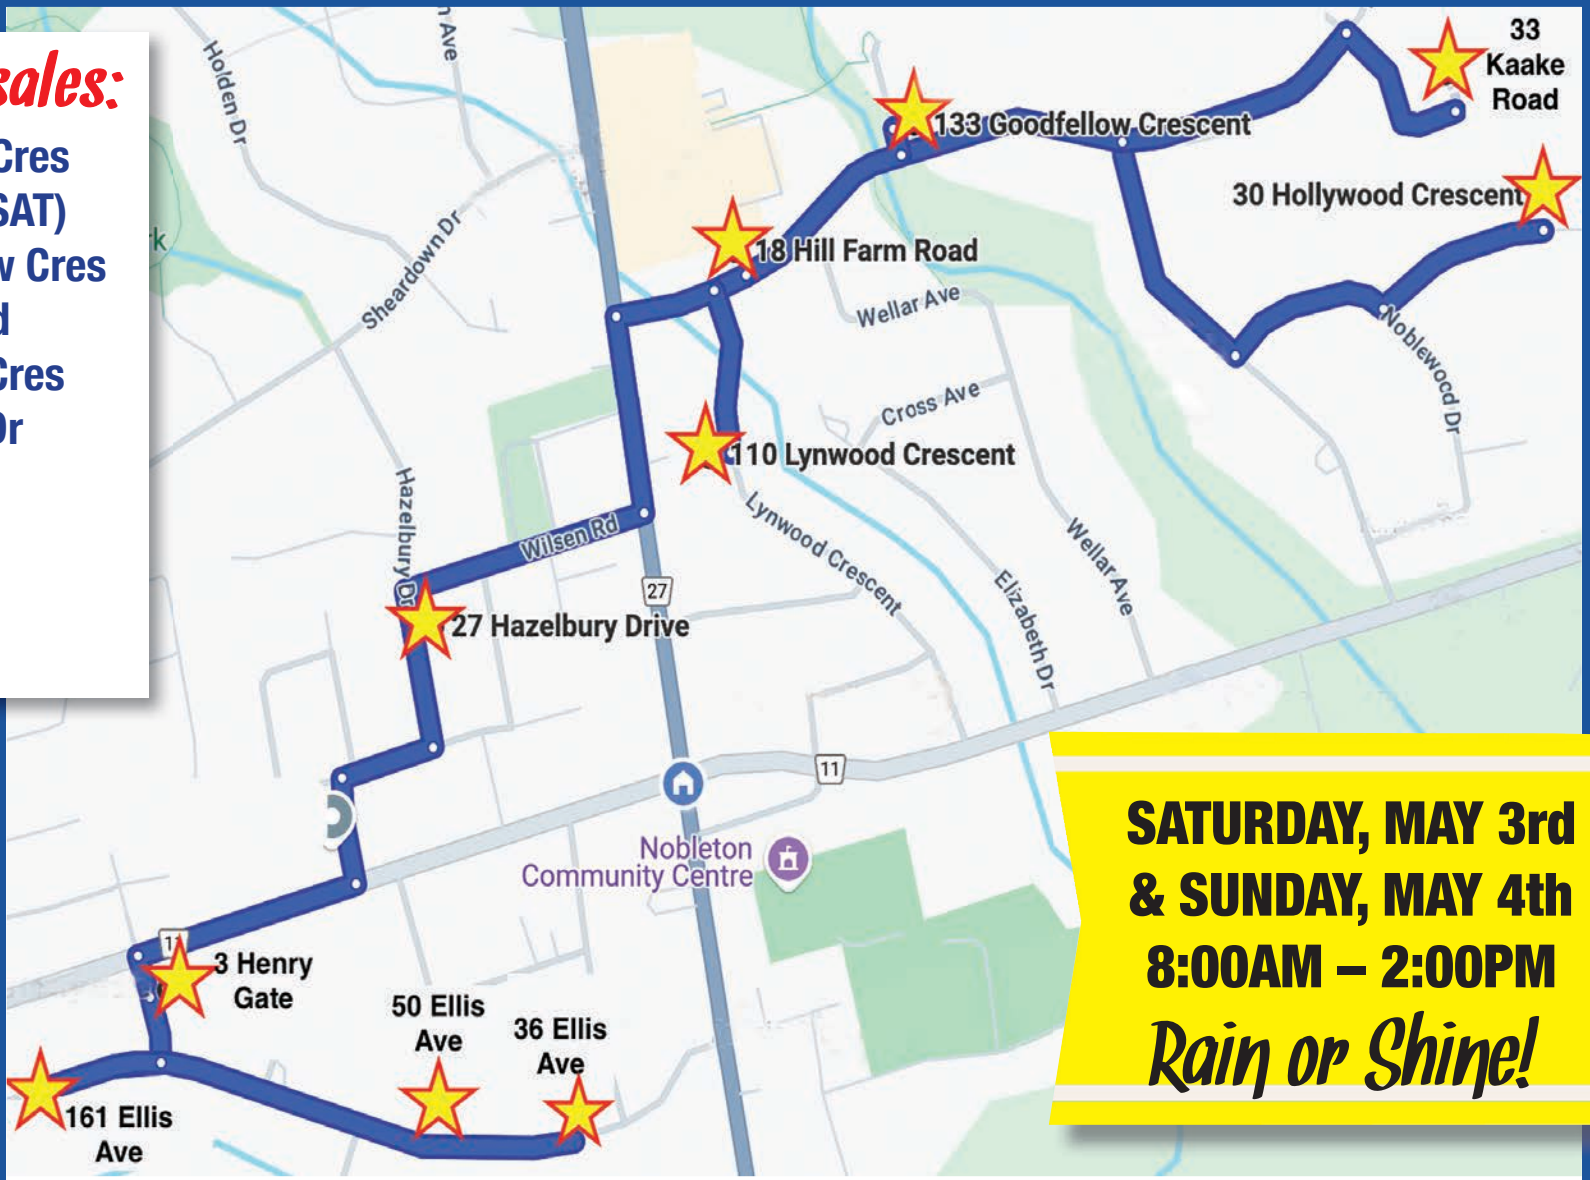 sales:
Cres
SAT)
w Cres
d
Cres
Dr
Holden Dr
n Ave
33
Kaake
Road
133 Goodfellow Crescent
30 Hollywood Crescent
Sheardown Dr
18 Hill Farm Road
Wellar Ave
Noblewood Dr
Cross Ave
110 Lynwood Crescent
Hazelbury Dr
Wilsen Rd
Lynwood Crescent
Wellar Ave
Elizabeth Dr
27
27 Hazelbury Drive
11
Nobleton
Community Centre
11
3 Henry
Gate
50 Ellis
Ave
36 Ellis
Ave
161 Ellis
Ave
rk
SATURDAY, MAY 3rd
& SUNDAY, MAY 4th
8:00AM – 2:00PM
Rain or Shine!